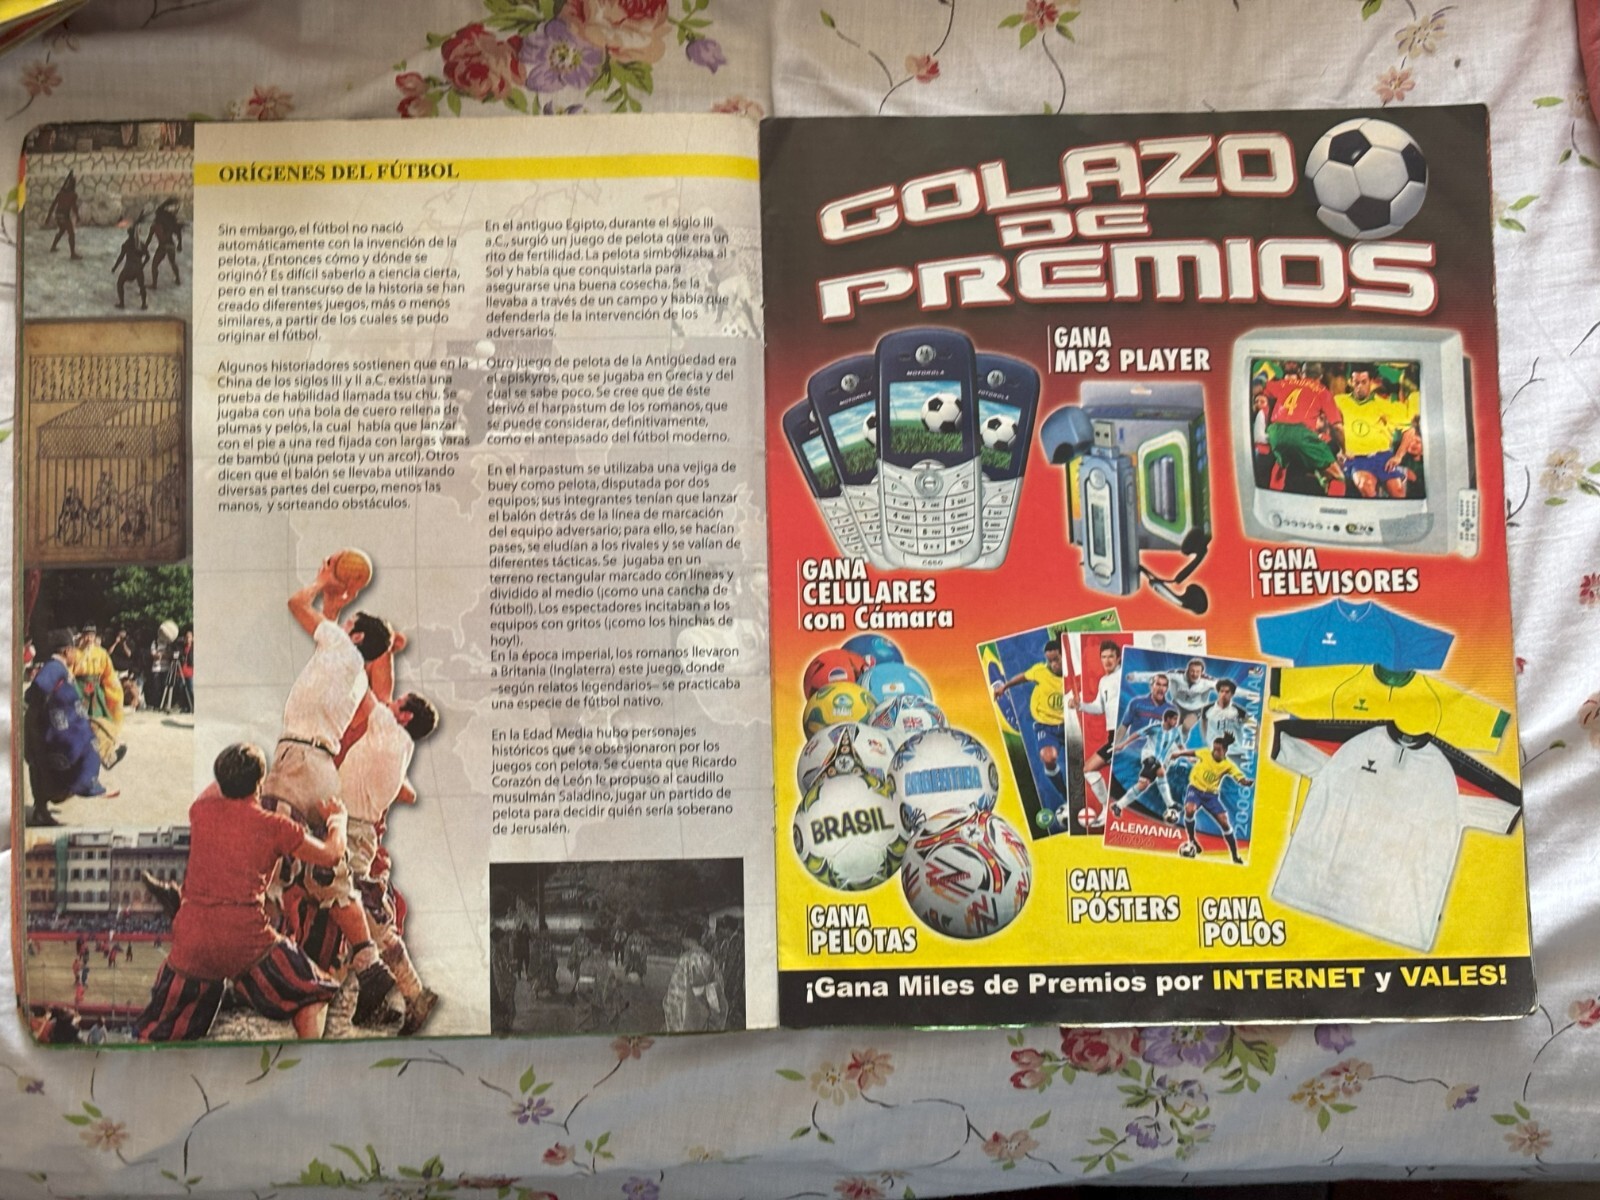 ORÍGENES DEL FÚTBOL
Sin embargo, el fútbol no nació
automáticamente con la invención de la
pelota. ¿Entonces cómo y dónde se
originó? Es difícil saberlo a ciencia cierta,
pero en el transcurso de la historia se han
creado diferentes juegos, más o menos
similares, a partir de los cuales se pudo
originar el fútbol.
Algunos historiadores sostienen que en la
China de los siglos III y II a.C. existía una
prueba de habilidad llamada tsu chu. Se
jugaba con una bola de cuero rellena de
plumas y pelos, la cual había que lanzar
con el pie a una red fijada con largas varas
de bambú (¡una pelota y un arco!). Otros
dicen que el balón se llevaba utilizando
diversas partes del cuerpo, menos las
manos, y sorteando obstáculos.
En el antiguo Egipto, durante el siglo III
a.C., surgió un juego de pelota que era un
rito de fertilidad. La pelota simbolizaba al
Sol y había que conquistarla para
asegurarse una buena cosecha. Se la
llevaba a través de un campo y había que
defenderla de la intervención de los
adversarios.
Otro juego de pelota de la Antigüedad era
el episkyros, que se jugaba en Grecia y del
cual se sabe poco. Se cree que de éste
derivó el harpastum de los romanos, que
se puede considerar, definitivamente,
como el antepasado del fútbol moderno.
En el harpastum se utilizaba una vejiga de
buey como pelota, disputada por dos
equipos; sus integrantes tenían que lanzar
el balón detrás de la línea de marcación
del equipo adversario; para ello, se hacían
pases, se eludían a los rivales y se valían de
diferentes tácticas. Se jugaba en un
terreno rectangular marcado con líneas y
dividido al medio (¡como una cancha de
fútbol!). Los espectadores incitaban a los
equipos con gritos (¡como los hinchas de
hoy!).
En la época imperial, los romanos llevaron
a Britania (Inglaterra) este juego, donde
–según relatos legendarios– se practicaba
una especie de fútbol nativo.
En la Edad Media hubo personajes
históricos que se obsesionaron por los
juegos con pelota. Se cuenta que Ricardo
Corazón de León le propuso al caudillo
musulmán Saladino, jugar un partido de
pelota para decidir quién sería soberano
de Jerusalén.
GOLAZO
DE
PREMIOS
MOTOROLA
MOTOROLA
MOTOROLA
C650
GANA
MP3 PLAYER
4
GANA
CELULARES
con Cámara
GANA
TELEVISORES
BRASIL
ARGENTINA
10
ALEMANIA
2006 ALEMANIA
GANA
PELOTAS
GANA
PÓSTERS
GANA
POLOS
¡Gana Miles de Premios por INTERNET y VALES!